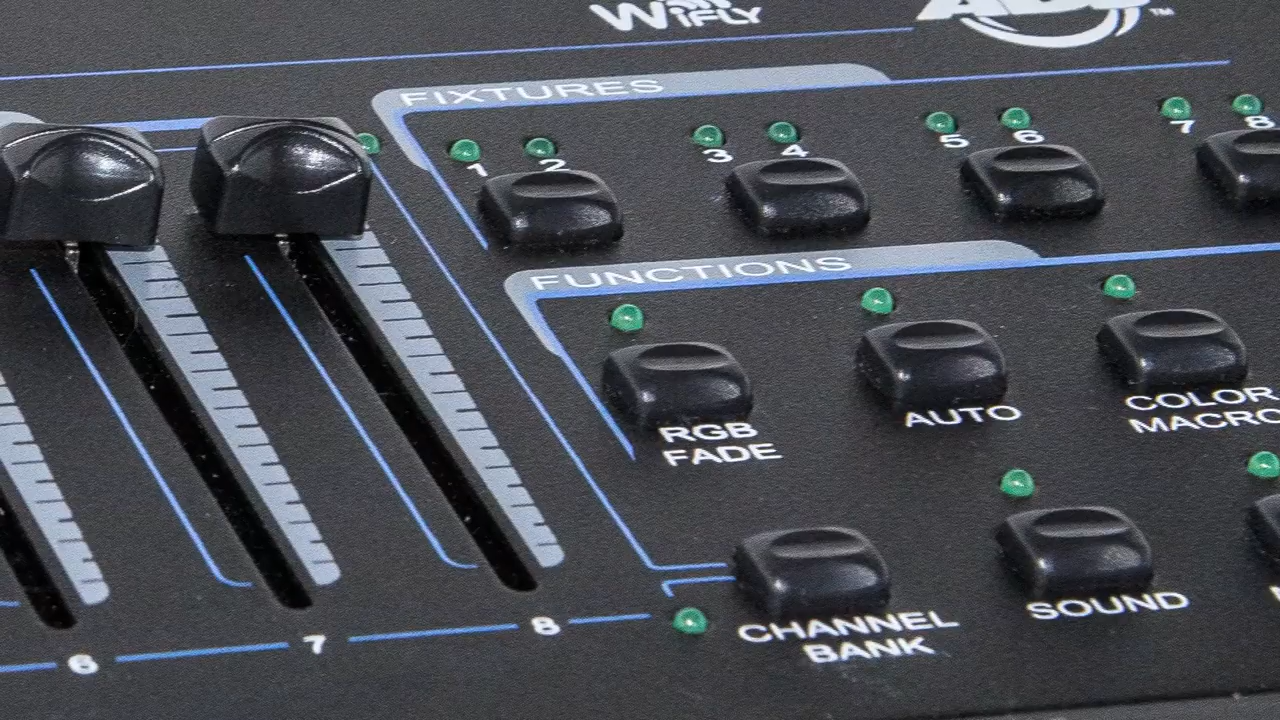 WiFLY
ADJ™
FIXTURES
1 2 3 4 5 6 7 8
FUNCTIONS
RGB
FADE
AUTO
COLOR
MACRO
CHANNEL
BANK
SOUND
6 7 8